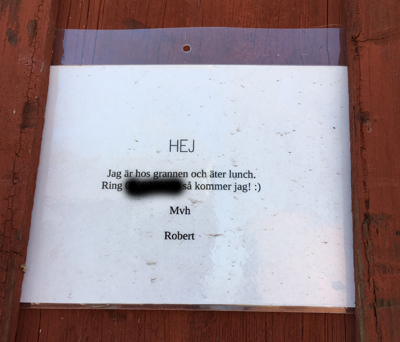 HEJ
Jag är hos grannen och äter lunch.
Ring så kommer jag! :)
Mvh
Robert